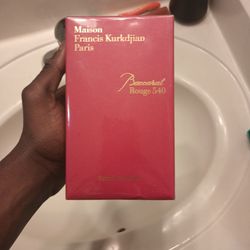 Maison
Francis Kurkdjian
Paris
Baccarat
Rouge 540